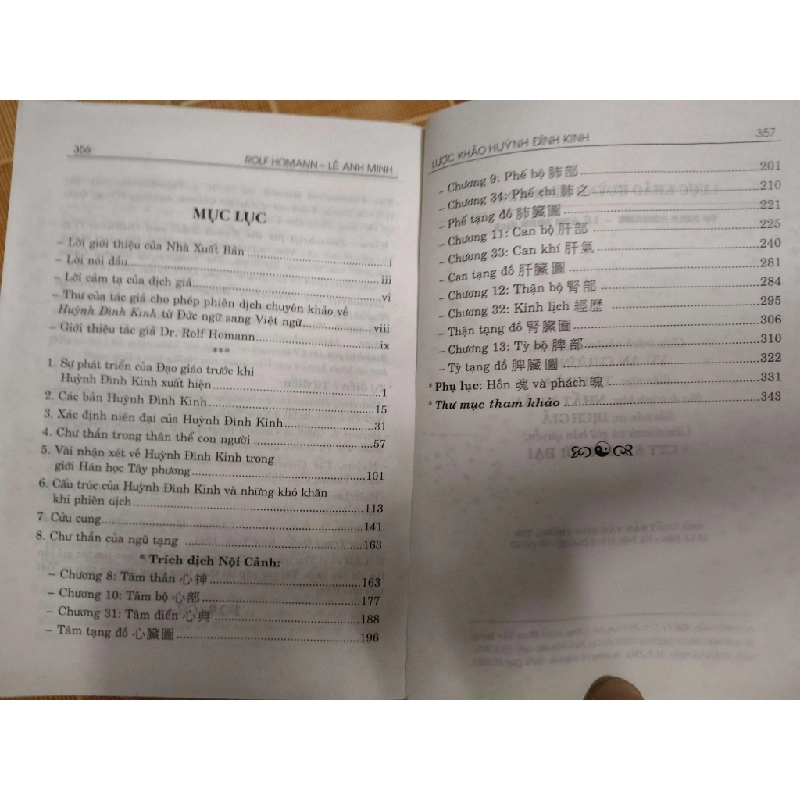 356
ROLF HOMANN - LÊ ANH MINH
MỤC LỤC
– Lời giới thiệu của Nhà Xuất Bản.....i
– Lời nói đầu.....iii
– Lời cảm tạ của dịch giả.....vi
– Thư của tác giả cho phép phiên dịch chuyên khảo về
Huỳnh Đình Kinh từ Đức ngữ sang Việt ngữ.....viii
– Giới thiệu tác giả Dr. Rolf Homann.....ix
***
1. Sự phát triển của Đạo giáo trước khi
Huỳnh Đình Kinh xuất hiện.....1
2. Các bản Huỳnh Đình Kinh.....15
3. Xác định niên đại của Huỳnh Đình Kinh.....31
4. Chư thần trong thân thể con người.....57
5. Vài nhận xét về Huỳnh Đình Kinh trong
giới Hán học Tây phương.....101
6. Cấu trúc của Huỳnh Đình Kinh và những khó khăn
khi phiên dịch.....113
7. Cửu cung.....141
8. Chư thần của ngũ tạng.....163
* Trích dịch Nội Cảnh:
– Chương 8: Tâm thần 心神.....163
– Chương 10: Tâm bộ 心部.....177
– Chương 31: Tâm điển 心典.....188
– Tâm tạng đồ 心臟圖.....196
LƯỢC KHẢO HUỲNH ĐÌNH KINH
357
– Chương 9: Phế bộ 肺部.....201
– Chương 34: Phế chi 肺之.....210
– Phế tạng đồ 肺臟圖.....221
– Chương 11: Can bộ 肝部.....225
– Chương 33: Can khí 肝氣.....240
– Can tạng đồ 肝臟圖.....281
– Chương 12: Thận bộ 腎部.....284
– Chương 32: Kinh lịch 經歷.....295
– Thận tạng đồ 腎臟圖.....306
– Chương 13: Tỳ bộ 脾部.....310
– Tỳ tạng đồ 脾臟圖.....322
* Phụ lục: Hồn 魂 và phách 魄.....331
* Thư mục tham khảo.....343